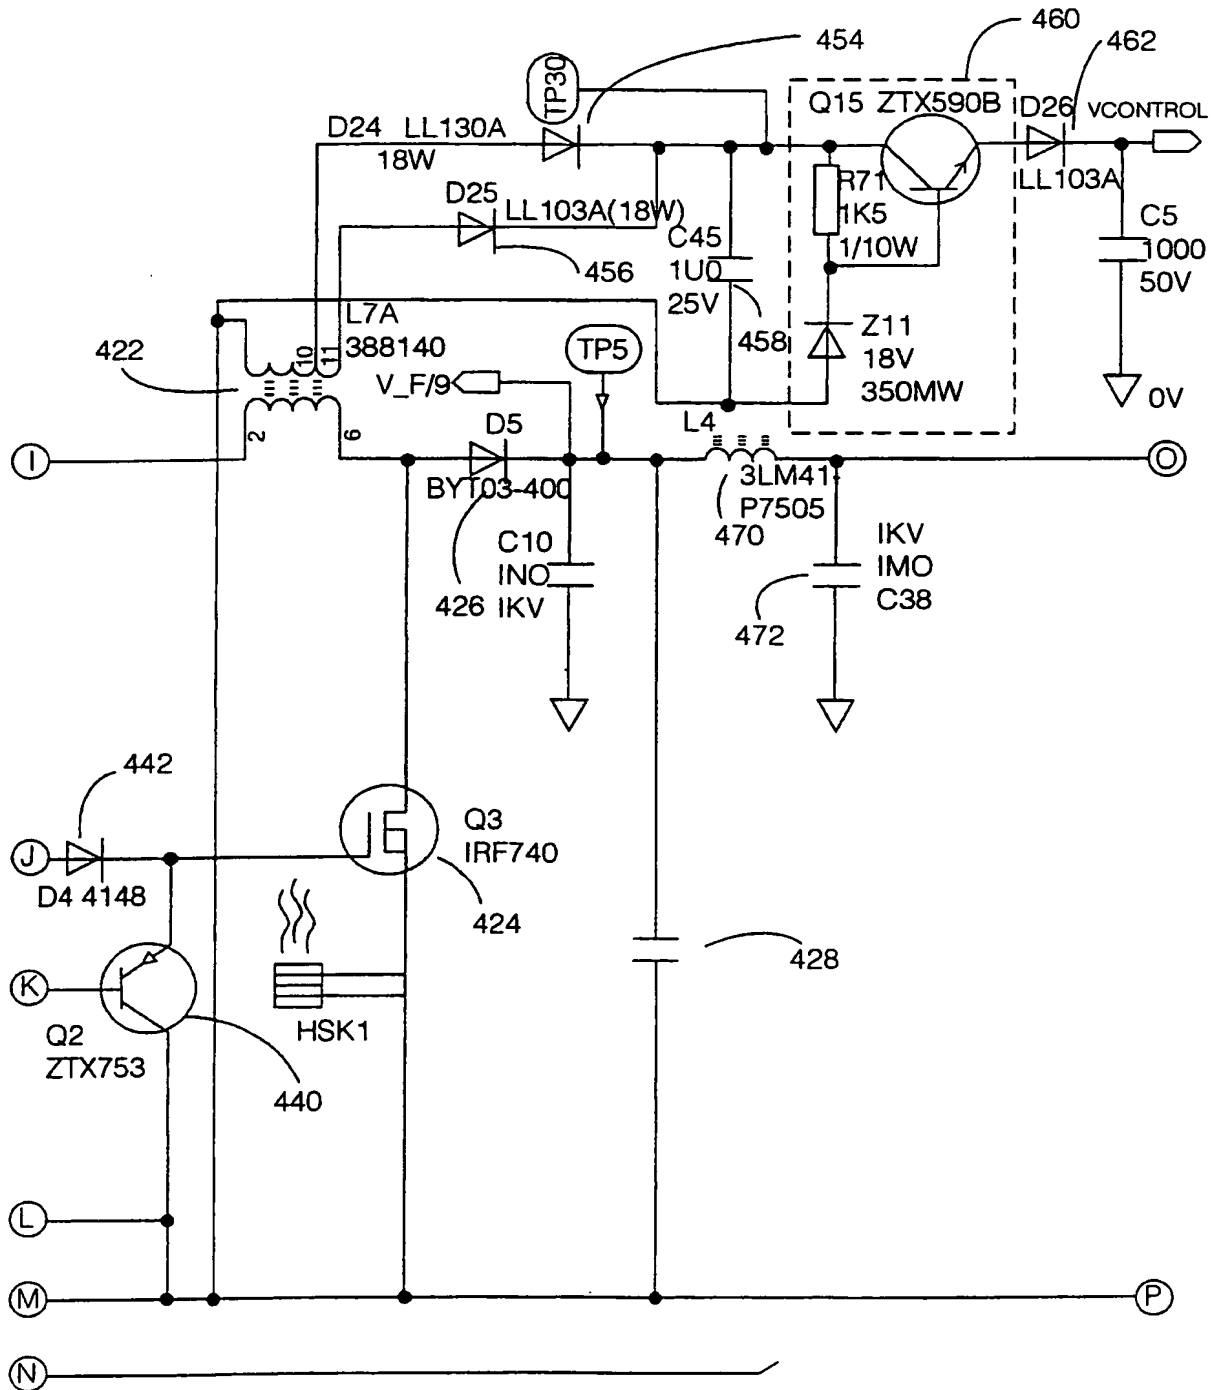 460
454
462
TP30
Q15 ZTX590B
D26
VCONTROL
D24 LL130A
18W
LL103A
D25
LL103A(18W)
R71
1K5
1/10W
C45
1U0
25V
C5
1000
50V
456
458
L7A
388140
10
11
422
TP5
Z11
18V
350MW
V_F/9
0V
2
6
D5
L4
I
O
BYT03-400
3LM41
P7505
470
C10
INO
IKV
426
IKV
IMO
C38
472
442
Q3
IRF740
J
D4 4148
424
428
K
HSK1
Q2
ZTX753
440
L
M
P
N